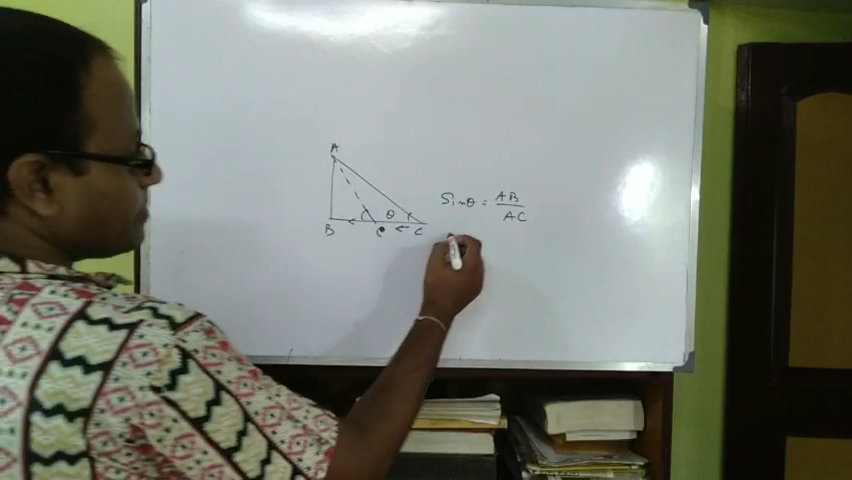 A
Sinθ = AB
AC
θ
B C C